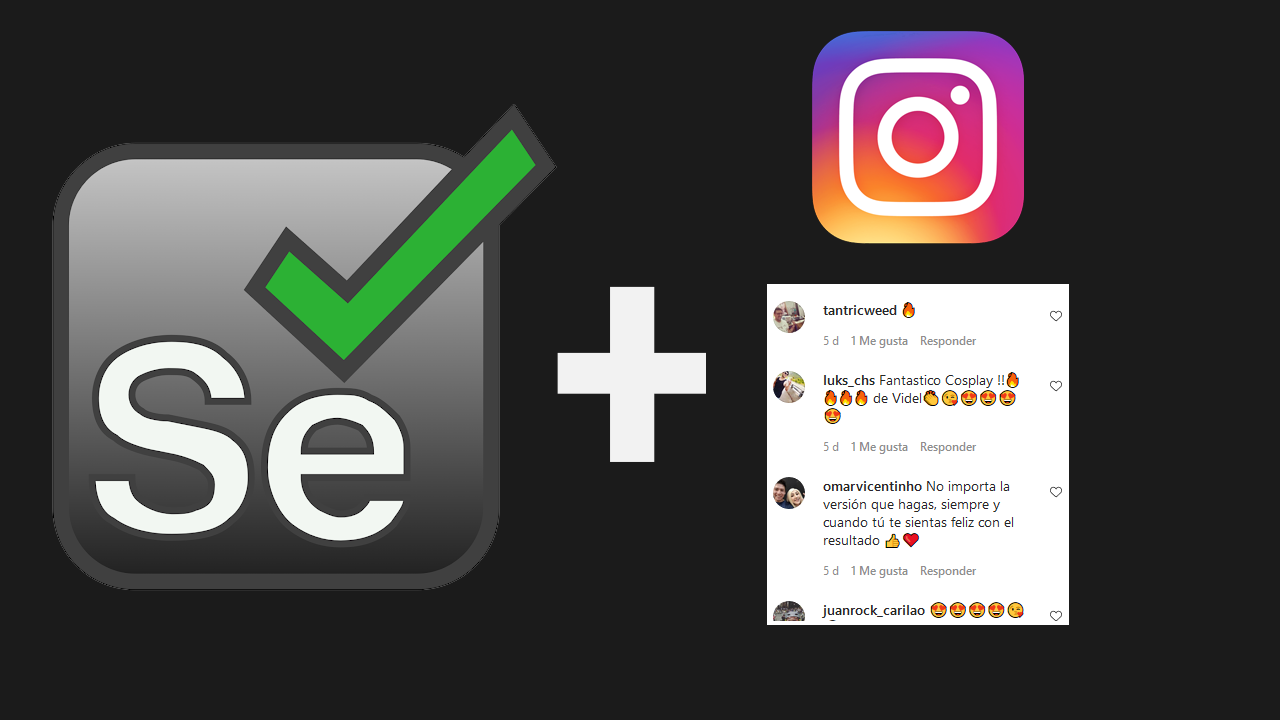 Se
tantricweed 🔥
5 d 1 Me gusta Responder
luks_chs Fantastico Cosplay !!🔥
🔥🔥🔥 de Videl👏😘😍😍😍
😍
5 d 1 Me gusta Responder
omarvicentinho No importa la
versión que hagas, siempre y
cuando tú te sientas feliz con el
resultado 👍❤️
5 d 1 Me gusta Responder
juanrock_carilao 😍😍😍😍😘